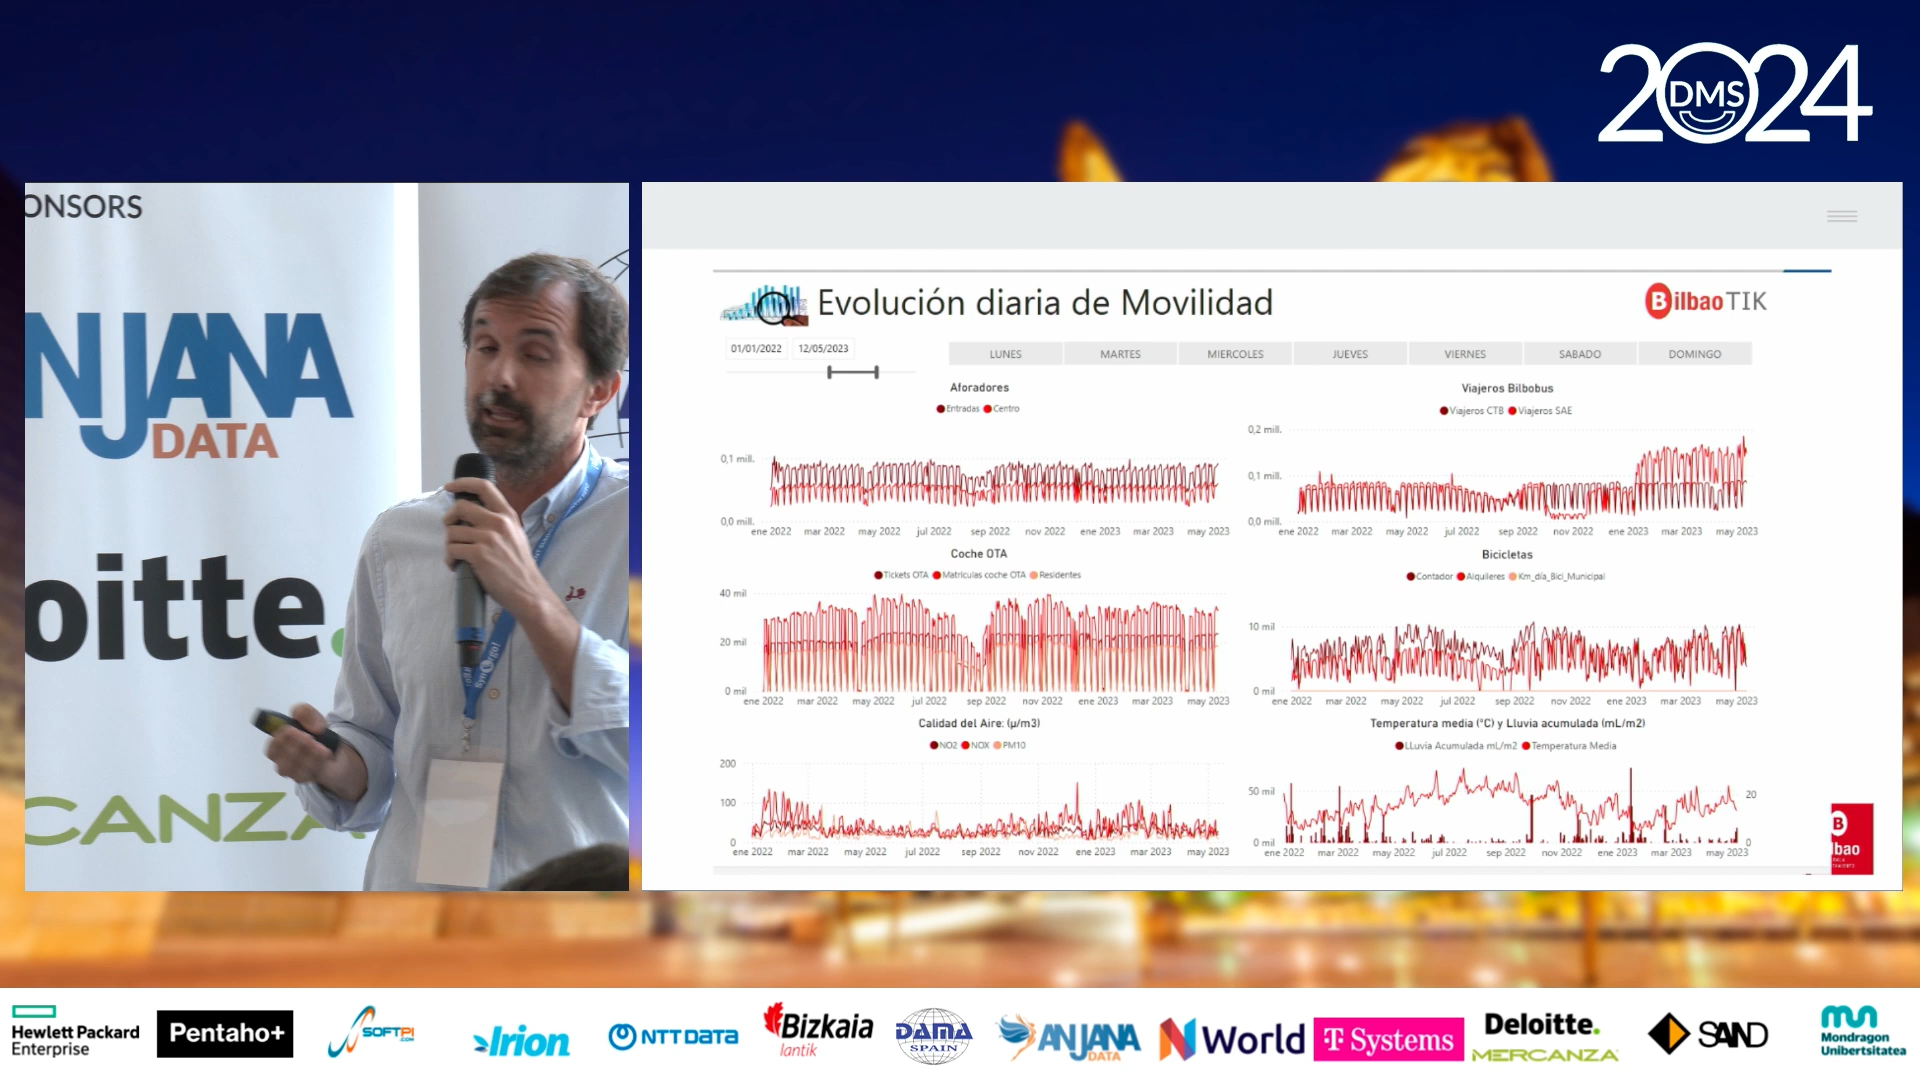 2024
DMS
ONSORS
NJANA
DATA
oitte.
CANZA
Evolución diaria de Movilidad
Bilbao TIK
01/01/2022 12/05/2023
LUNES MARTES MIERCOLES JUEVES VIERNES SABADO DOMINGO
Aforadores
Entradas Centro
0,1 mill.
0,0 mill.
ene 2022 mar 2022 may 2022 jul 2022 sep 2022 nov 2022 ene 2023 mar 2023 may 2023
Viajeros Bilbobus
Viajeros CTB Viajeros SAE
0,2 mill.
0,1 mill.
0,0 mill.
ene 2022 mar 2022 may 2022 jul 2022 sep 2022 nov 2022 ene 2023 mar 2023 may 2023
Coche OTA
Tickets OTA Matrículas coche OTA Residentes
40 mil
20 mil
0 mil
ene 2022 mar 2022 may 2022 jul 2022 sep 2022 nov 2022 ene 2023 mar 2023 may 2023
Bicicletas
Contador Alquileres Km_día_Bici_Municipal
10 mil
0 mil
ene 2022 mar 2022 may 2022 jul 2022 sep 2022 nov 2022 ene 2023 mar 2023 may 2023
Calidad del Aire: (µ/m3)
NO2 NOX PM10
200
100
0
ene 2022 mar 2022 may 2022 jul 2022 sep 2022 nov 2022 ene 2023 mar 2023 may 2023
Temperatura media (°C) y Lluvia acumulada (mL/m2)
LLuvia Acumulada mL/m2 Temperatura Media
50 mil
0 mil
20
0
ene 2022 mar 2022 may 2022 jul 2022 sep 2022 nov 2022 ene 2023 mar 2023 may 2023
B
lbao
Hewlett Packard
Enterprise
Pentaho+
SOFTPI
.COM
Irion
NTT DATA
Bizkaia
lantik
DAMA
SPAIN
ANJANA
DATA
N World
T Systems
Deloitte.
MERCANZA
SAND
Mondragon
Unibertsitatea